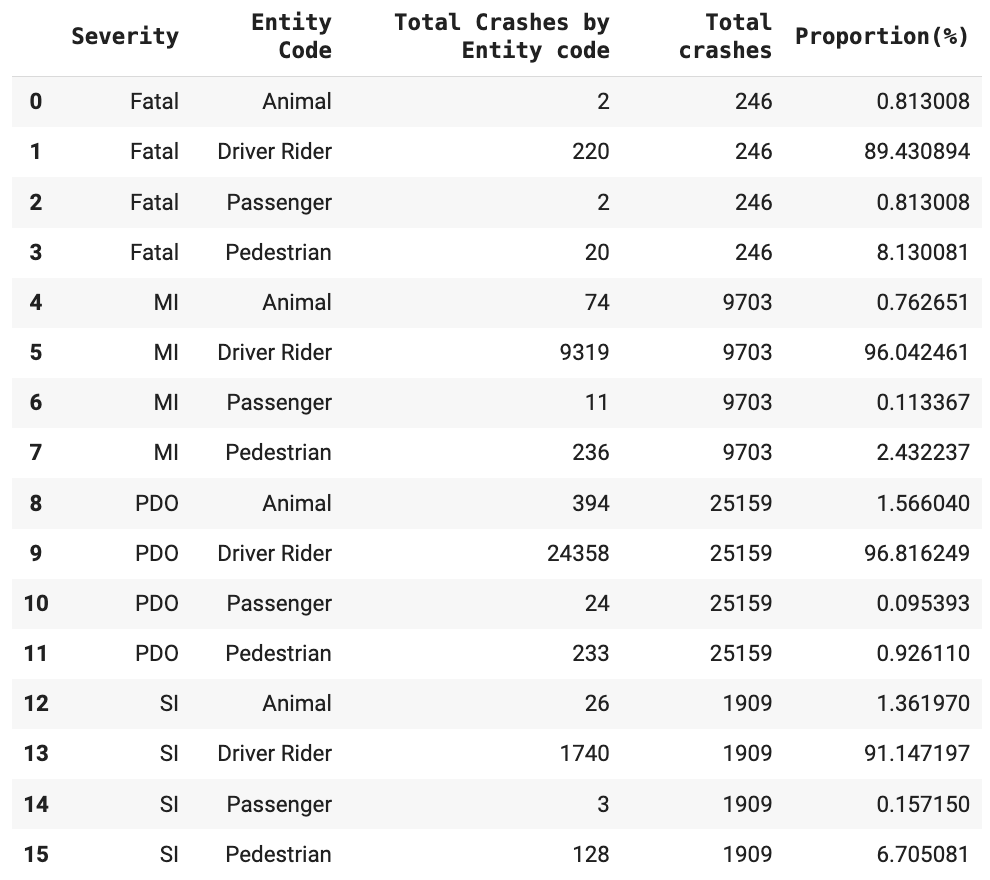 Severity Entity Code Total Crashes by Entity code Total crashes Proportion(%)
0 Fatal Animal 2 246 0.813008
1 Fatal Driver Rider 220 246 89.430894
2 Fatal Passenger 2 246 0.813008
3 Fatal Pedestrian 20 246 8.130081
4 MI Animal 74 9703 0.762651
5 MI Driver Rider 9319 9703 96.042461
6 MI Passenger 11 9703 0.113367
7 MI Pedestrian 236 9703 2.432237
8 PDO Animal 394 25159 1.566040
9 PDO Driver Rider 24358 25159 96.816249
10 PDO Passenger 24 25159 0.095393
11 PDO Pedestrian 233 25159 0.926110
12 SI Animal 26 1909 1.361970
13 SI Driver Rider 1740 1909 91.147197
14 SI Passenger 3 1909 0.157150
15 SI Pedestrian 128 1909 6.705081